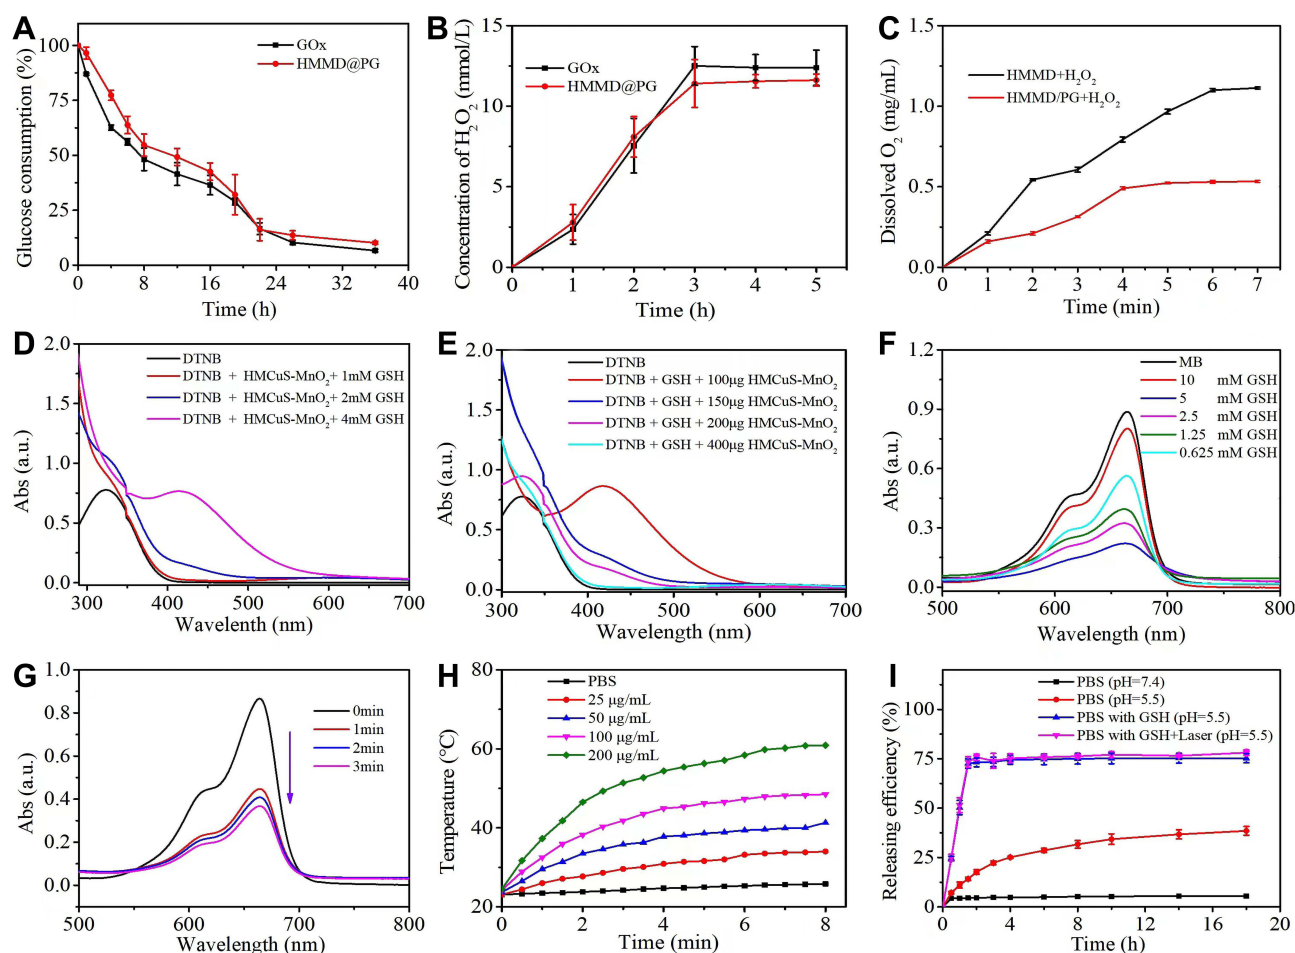 A
100
75
50
25
0
0
8
16
24
32
40
Glucose consumption (%)
Time (h)
GOx
HMMD@PG
B
15
10
5
0
0
1
2
3
4
5
Concentration of H₂O₂ (mmol/L)
Time (h)
GOx
HMMD@PG
C
1.5
1.0
0.5
0.0
0
1
2
3
4
5
6
7
Dissolved O₂ (mg/mL)
Time (min)
HMMD+H₂O₂
HMMD/PG+H₂O₂
D
2.0
1.5
1.0
0.5
0.0
300
400
500
600
700
Abs (a.u.)
Wavelenth (nm)
DTNB
DTNB + HMCuS-MnO₂+ 1mM GSH
DTNB + HMCuS-MnO₂+ 2mM GSH
DTNB + HMCuS-MnO₂+ 4mM GSH
E
2.0
1.5
1.0
0.5
0.0
300
400
500
600
700
Abs (a.u.)
Wavelength (nm)
DTNB
DTNB + GSH + 100μg HMCuS-MnO₂
DTNB + GSH + 150μg HMCuS-MnO₂
DTNB + GSH + 200μg HMCuS-MnO₂
DTNB + GSH + 400μg HMCuS-MnO₂
F
1.2
0.9
0.6
0.3
0.0
500
600
700
800
Abs (a.u.)
Wavelength (nm)
MB
10 mM GSH
5 mM GSH
2.5 mM GSH
1.25 mM GSH
0.625 mM GSH
G
1.0
0.8
0.6
0.4
0.2
0.0
500
600
700
800
Abs (a.u.)
Wavelength (nm)
0min
1min
2min
3min
H
80
60
40
20
0
2
4
6
8
Temperature (°C)
Time (min)
PBS
25 μg/mL
50 μg/mL
100 μg/mL
200 μg/mL
I
75
50
25
0
0
4
8
12
16
20
Releasing efficiency (%)
Time (h)
PBS (pH=7.4)
PBS (pH=5.5)
PBS with GSH (pH=5.5)
PBS with GSH+Laser (pH=5.5)